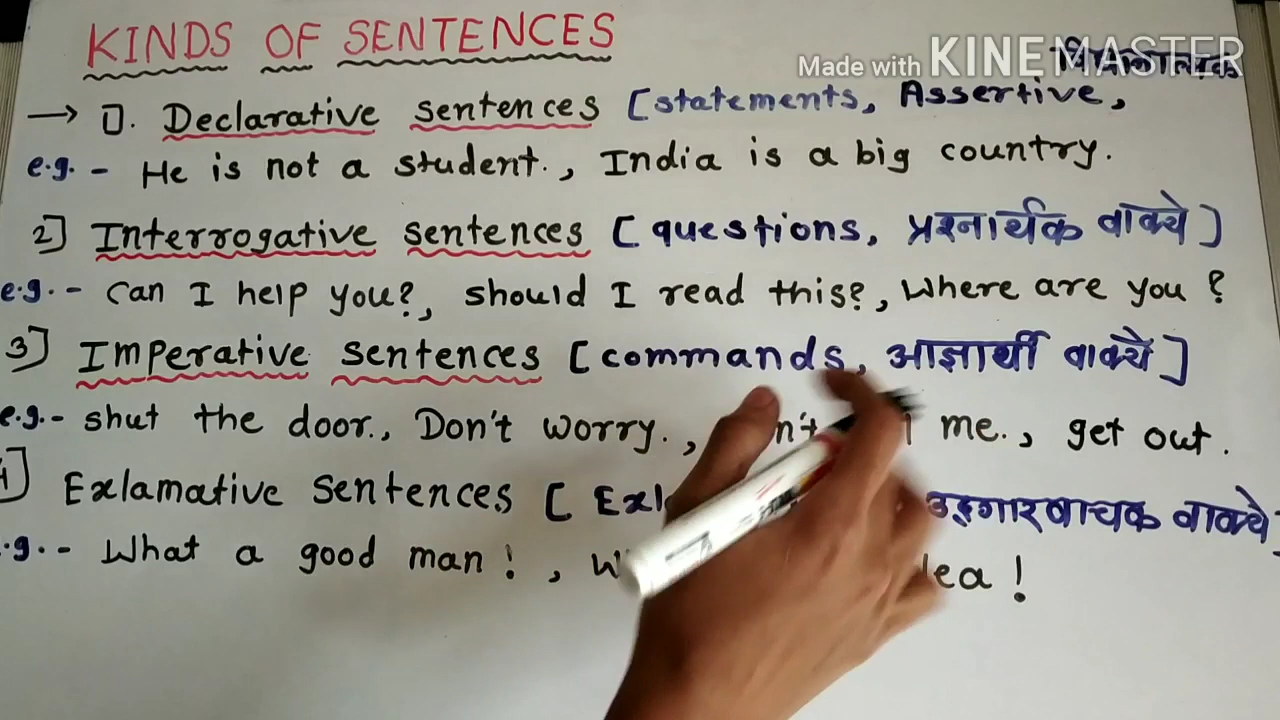 KINDS OF SENTENCES
Made with KINEMASTER
→ 1]. Declarative sentences [statements, Assertive,
e.g. - He is not a student., India is a big country.
2] Interrogative sentences [questions, प्रश्नार्थक वाक्ये]
e.g. - Can I help you?, should I read this?, Where are you ?
3] Imperative sentences [commands, आज्ञार्थी वाक्ये]
e.g. - shut the door., Don't worry., me., get out.
4] Exlamative sentences [ उद्गारवाचक वाक्ये]
e.g. - What a good man! , !